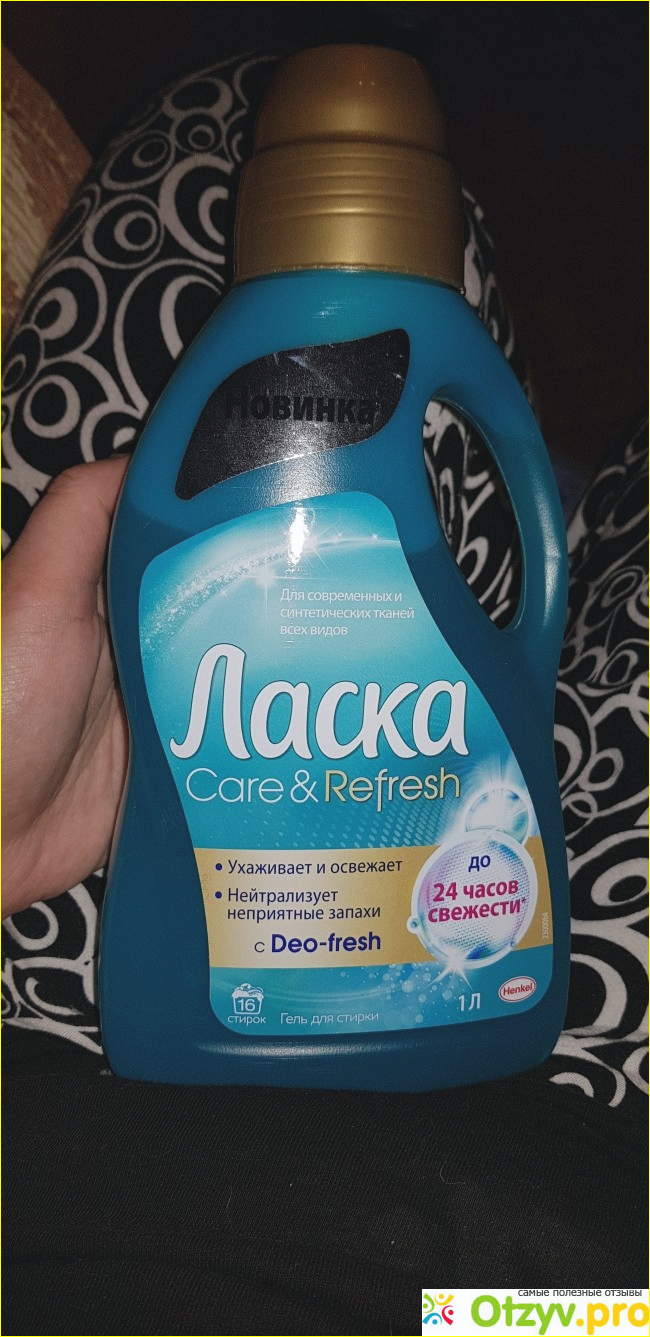 Новинка
Для современных и
синтетических тканей
всех видов
Ласка
Care & Refresh
• Ухаживает и освежает
• Нейтрализует
неприятные запахи
с Deo-fresh
до
24 часов
свежести*
16
стирок
Гель для стирки
1 Л
Henkel
самые полезные отзывы
Otzyv.pro